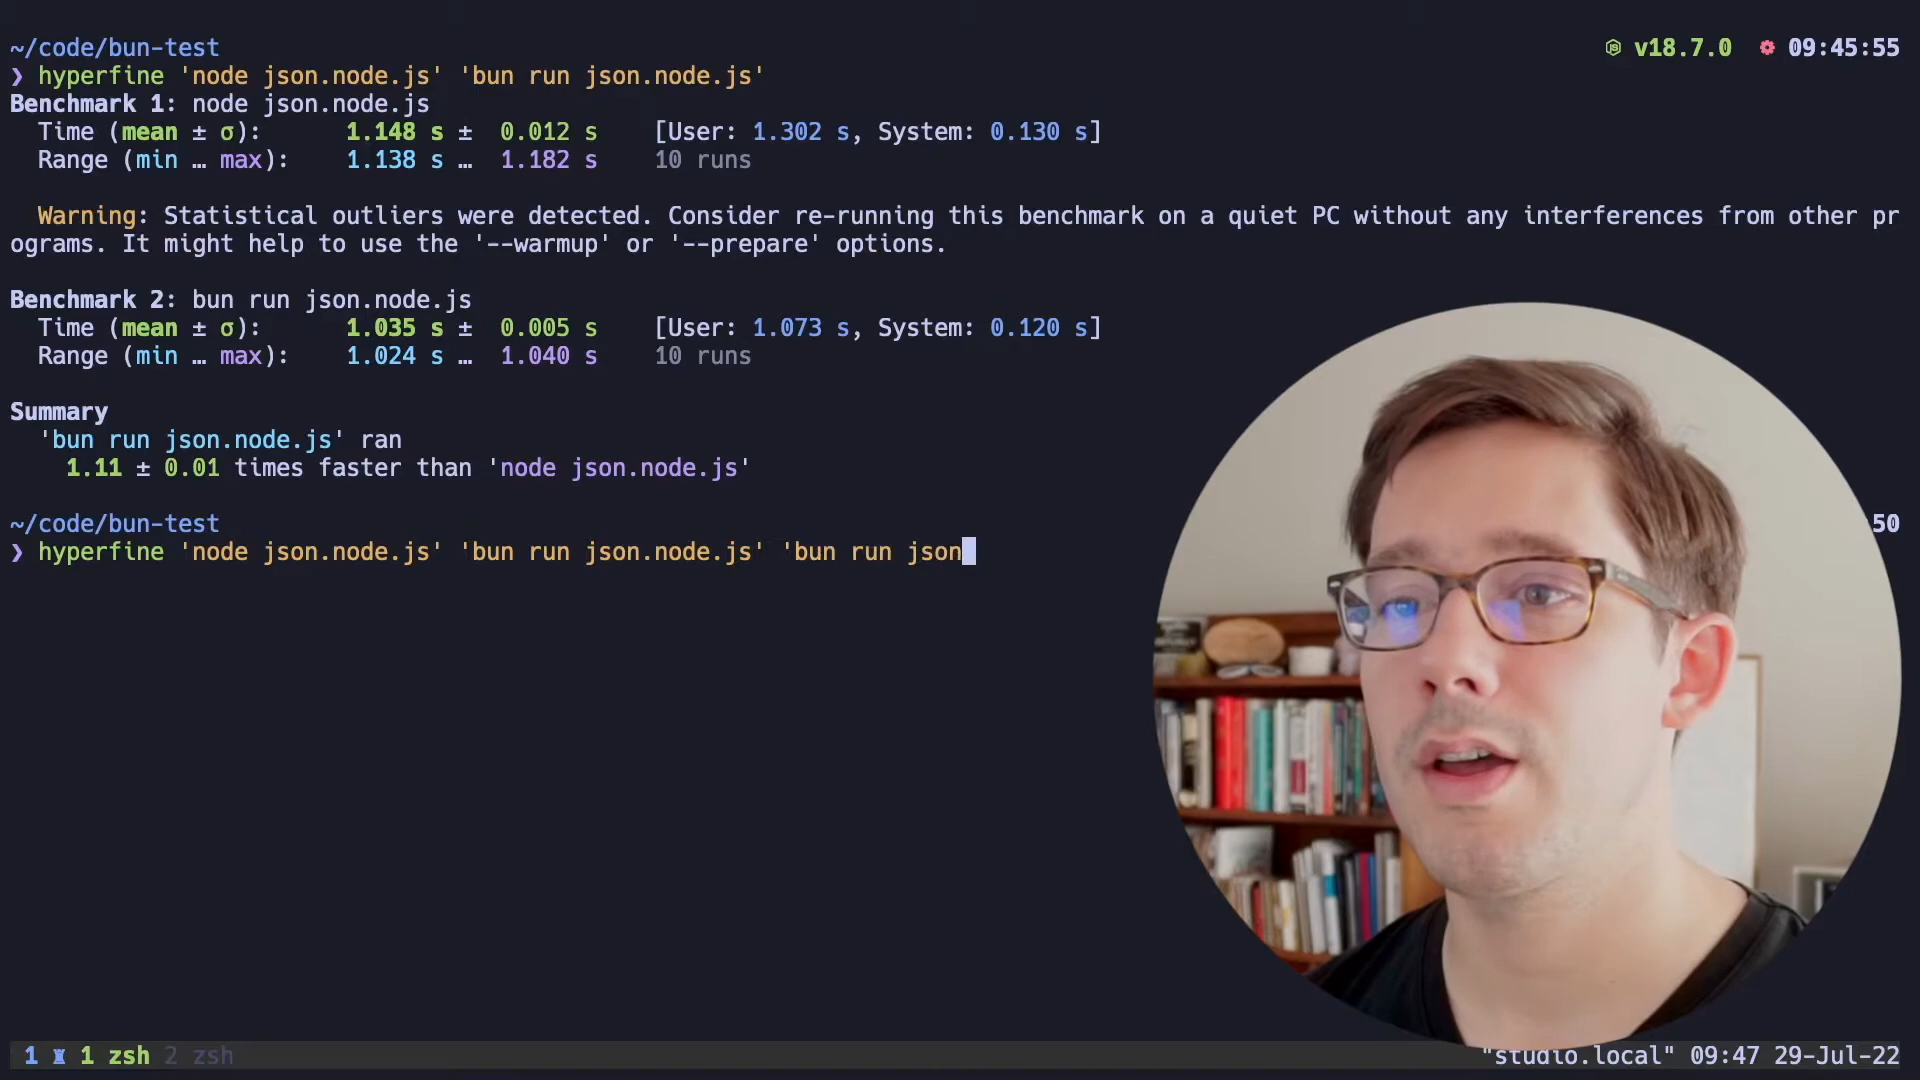 ~/code/bun-test v18.7.0 09:45:55
❯ hyperfine 'node json.node.js' 'bun run json.node.js'
Benchmark 1: node json.node.js
Time (mean ± σ): 1.148 s ± 0.012 s [User: 1.302 s, System: 0.130 s]
Range (min … max): 1.138 s … 1.182 s 10 runs
Warning: Statistical outliers were detected. Consider re-running this benchmark on a quiet PC without any interferences from other pr
ograms. It might help to use the '--warmup' or '--prepare' options.
Benchmark 2: bun run json.node.js
Time (mean ± σ): 1.035 s ± 0.005 s [User: 1.073 s, System: 0.120 s]
Range (min … max): 1.024 s … 1.040 s 10 runs
Summary
'bun run json.node.js' ran
1.11 ± 0.01 times faster than 'node json.node.js'
~/code/bun-test 50
❯ hyperfine 'node json.node.js' 'bun run json.node.js' 'bun run json
1 1 zsh 2 zsh "studio.local" 09:47 29-Jul-22